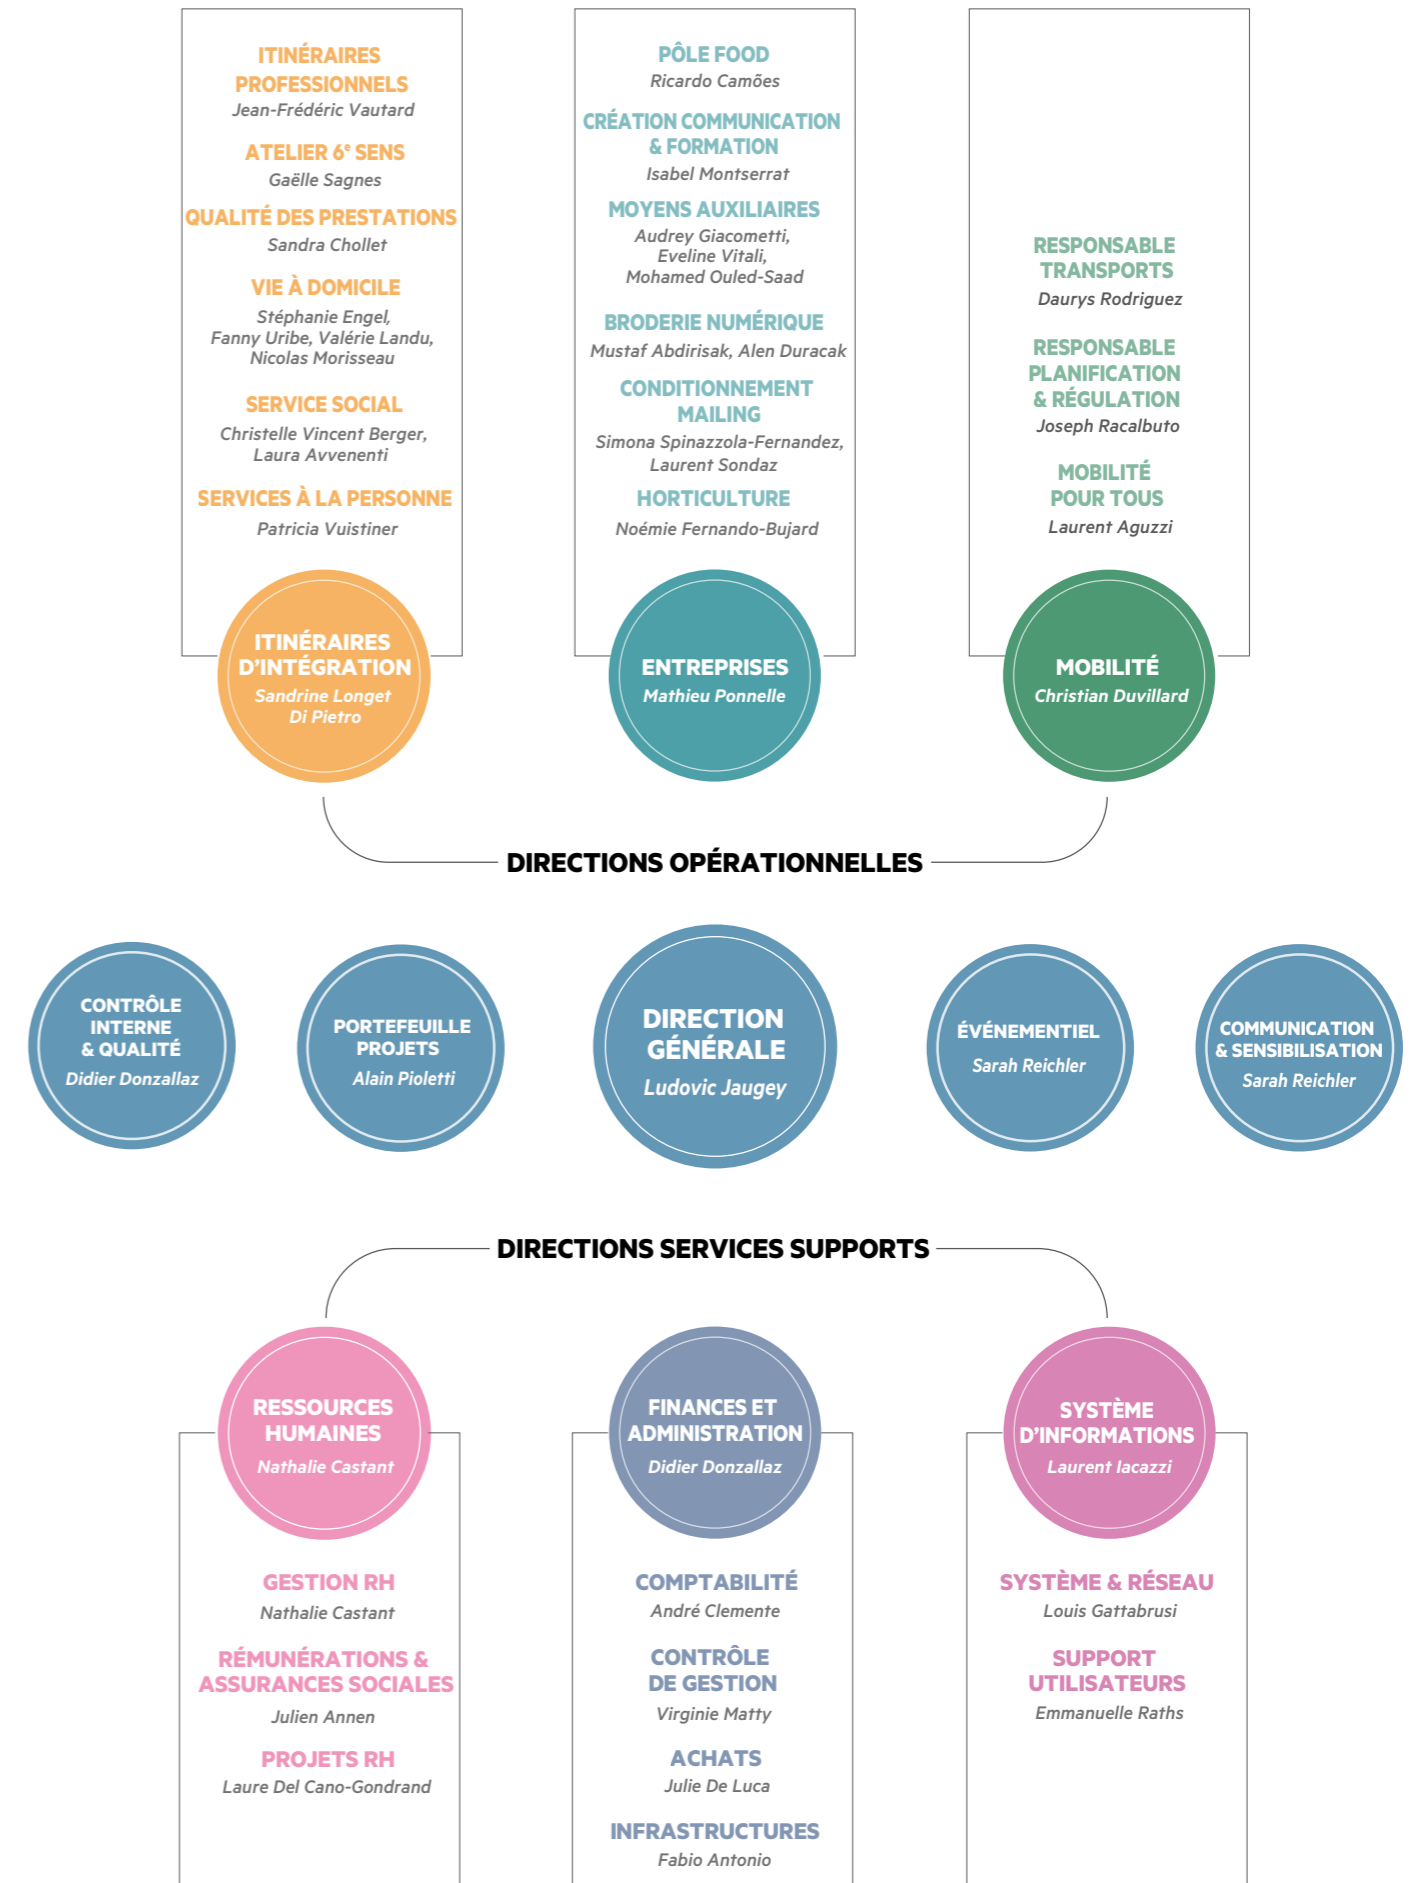 ITINÉRAIRES
PROFESSIONNELS
Jean-Frédéric Vautard
ATELIER 6e SENS
Gaëlle Sagnes
QUALITÉ DES PRESTATIONS
Sandra Chollet
VIE À DOMICILE
Stéphanie Engel,
Fanny Uribe, Valérie Landu,
Nicolas Morisseau
SERVICE SOCIAL
Christelle Vincent Berger,
Laura Avvenenti
SERVICES À LA PERSONNE
Patricia Vuistiner
ITINÉRAIRES
D'INTÉGRATION
Sandrine Longet
Di Pietro
PÔLE FOOD
Ricardo Camões
CRÉATION COMMUNICATION
& FORMATION
Isabel Montserrat
MOYENS AUXILIAIRES
Audrey Giacometti,
Eveline Vitali,
Mohamed Ouled-Saad
BRODERIE NUMÉRIQUE
Mustaf Abdirisak, Alen Duracak
CONDITIONNEMENT
MAILING
Simona Spinazzola-Fernandez,
Laurent Sondaz
HORTICULTURE
Noémie Fernando-Bujard
ENTREPRISES
Mathieu Ponnelle
RESPONSABLE
TRANSPORTS
Daurys Rodriguez
RESPONSABLE
PLANIFICATION
& RÉGULATION
Joseph Racalbuto
MOBILITÉ
POUR TOUS
Laurent Aguzzi
MOBILITÉ
Christian Duvillard
DIRECTIONS OPÉRATIONNELLES
CONTRÔLE
INTERNE
& QUALITÉ
Didier Donzallaz
PORTEFEUILLE
PROJETS
Alain Pioletti
DIRECTION
GÉNÉRALE
Ludovic Jaugey
ÉVÉNEMENTIEL
Sarah Reichler
COMMUNICATION
& SENSIBILISATION
Sarah Reichler
DIRECTIONS SERVICES SUPPORTS
RESSOURCES
HUMAINES
Nathalie Castant
GESTION RH
Nathalie Castant
RÉMUNÉRATIONS &
ASSURANCES SOCIALES
Julien Annen
PROJETS RH
Laure Del Cano-Gondrand
FINANCES ET
ADMINISTRATION
Didier Donzallaz
COMPTABILITÉ
André Clemente
CONTRÔLE
DE GESTION
Virginie Matty
ACHATS
Julie De Luca
INFRASTRUCTURES
Fabio Antonio
SYSTÈME
D'INFORMATIONS
Laurent Iacazzi
SYSTÈME & RÉSEAU
Louis Gattabrusi
SUPPORT
UTILISATEURS
Emmanuelle Raths